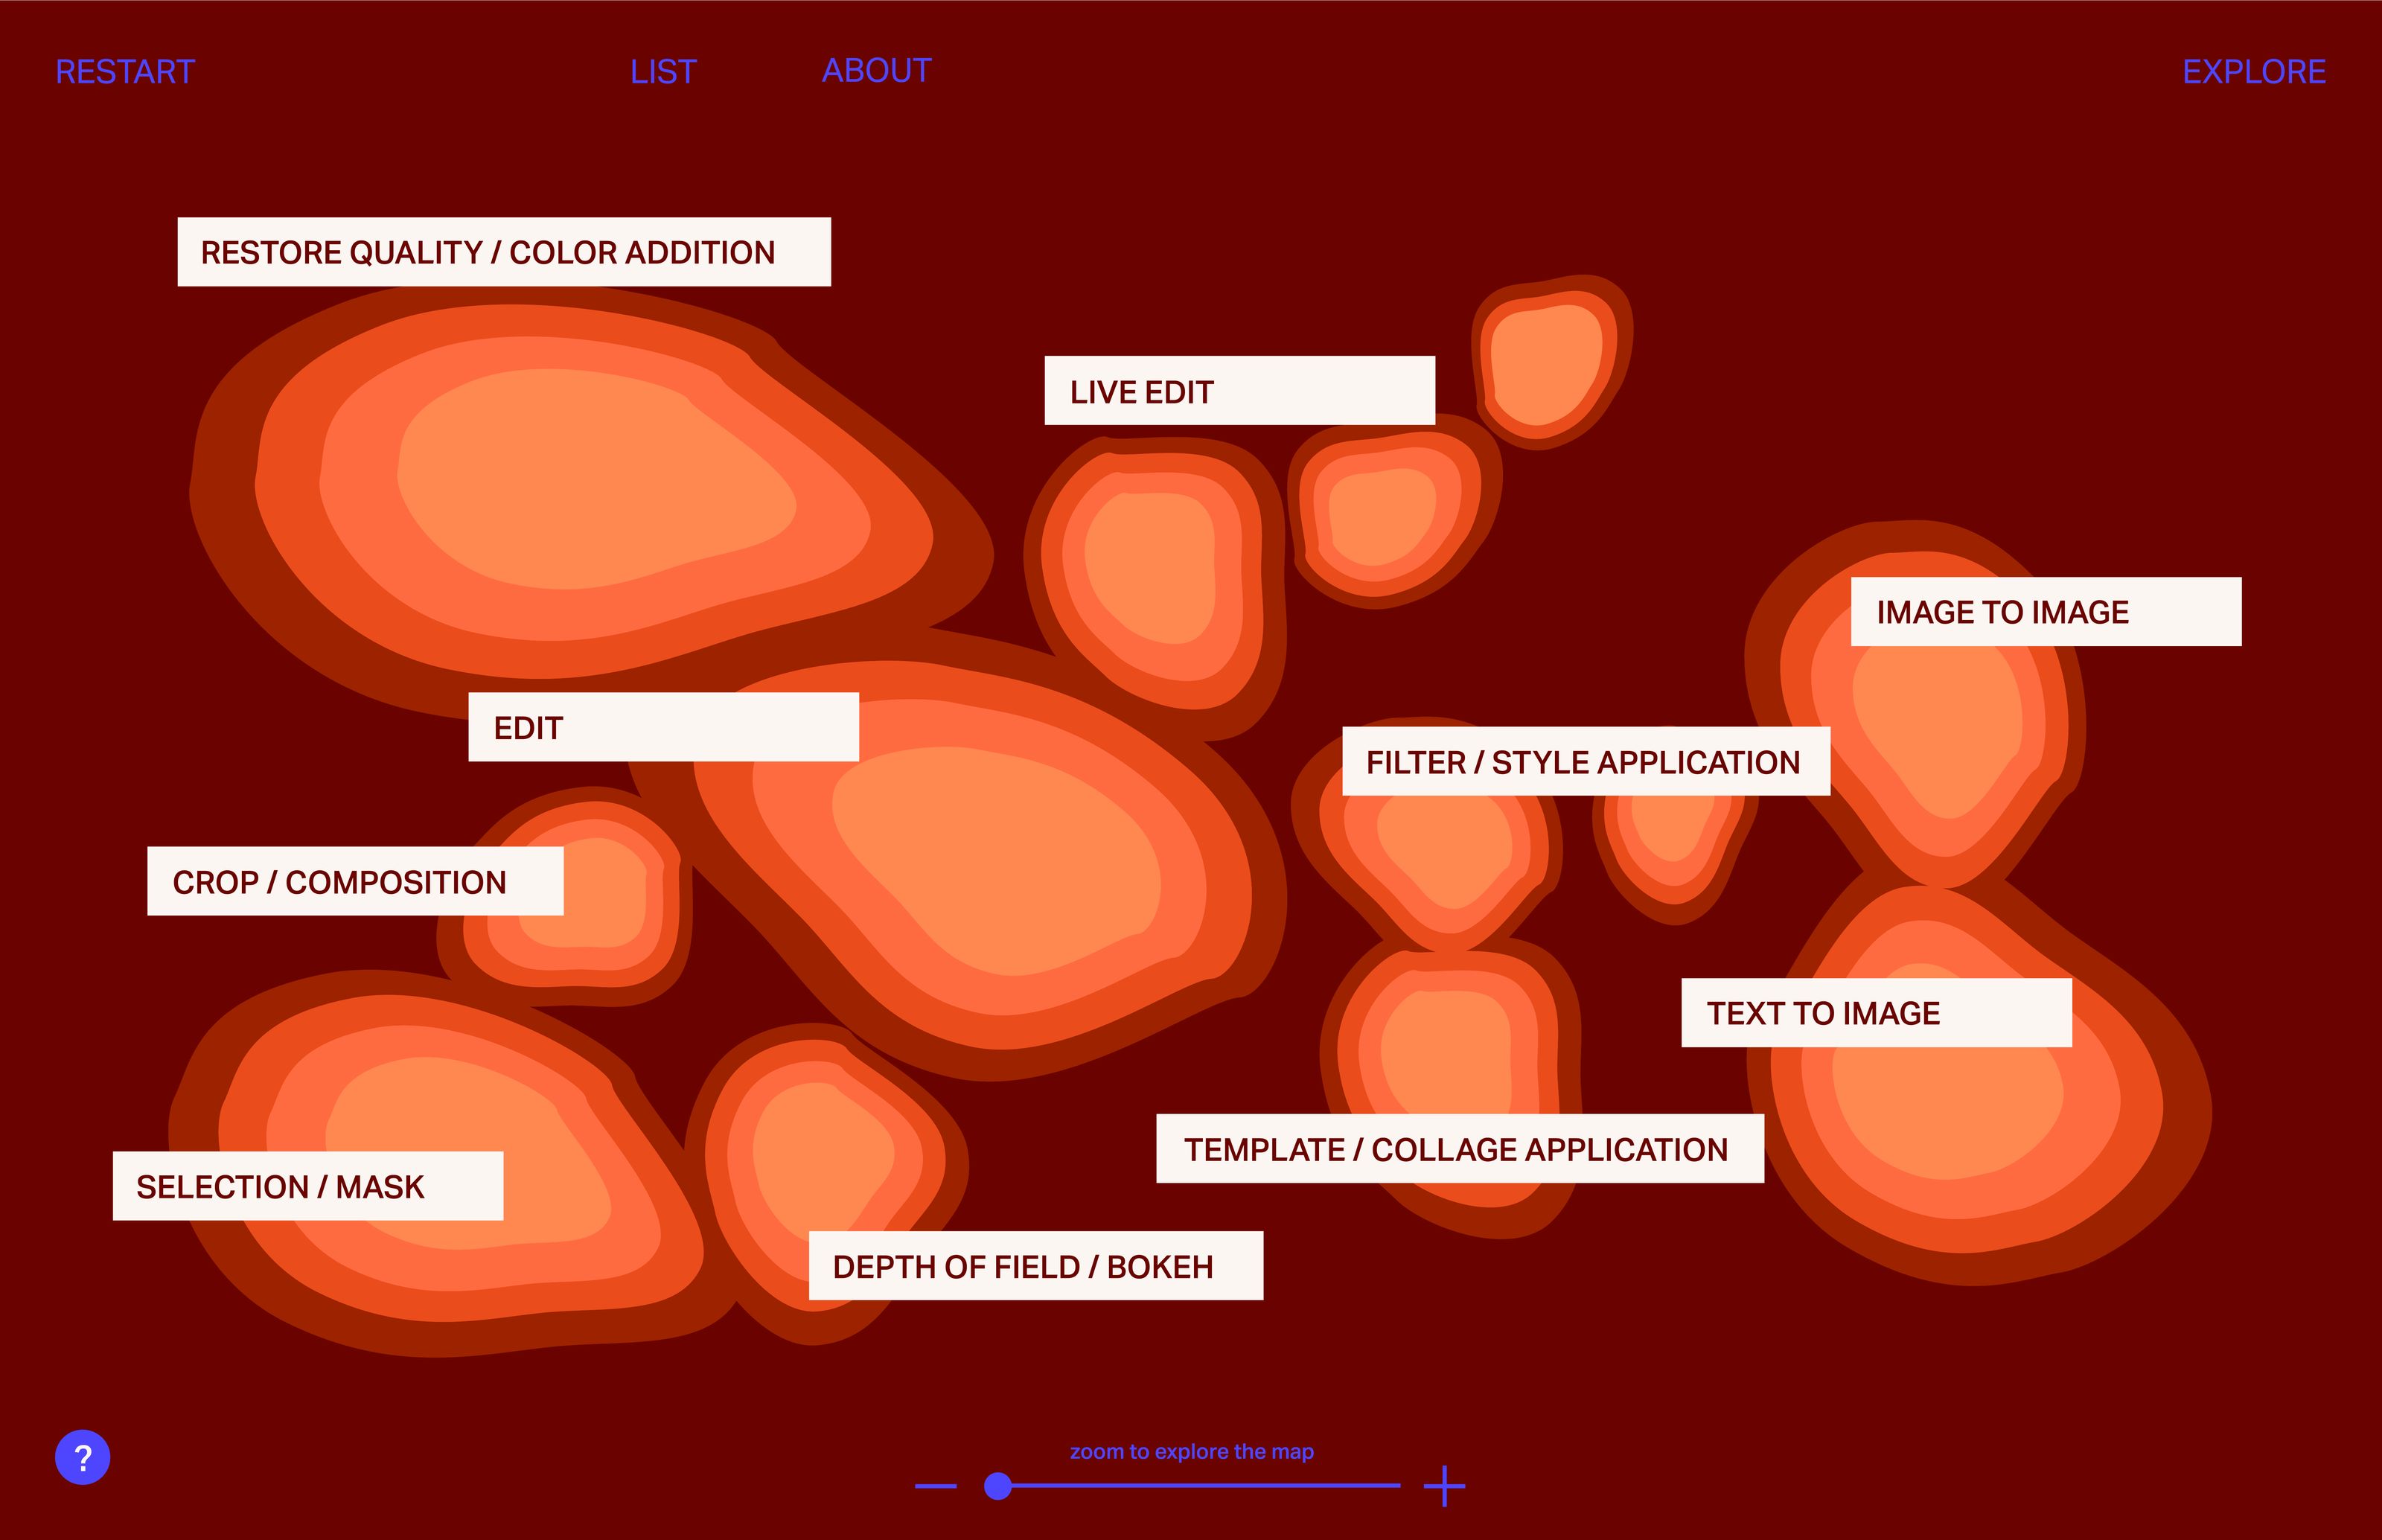 RESTART
LIST
ABOUT
EXPLORE
RESTORE QUALITY / COLOR ADDITION
LIVE EDIT
IMAGE TO IMAGE
EDIT
FILTER / STYLE APPLICATION
CROP / COMPOSITION
TEXT TO IMAGE
TEMPLATE / COLLAGE APPLICATION
SELECTION / MASK
DEPTH OF FIELD / BOKEH
zoom to explore the map
?